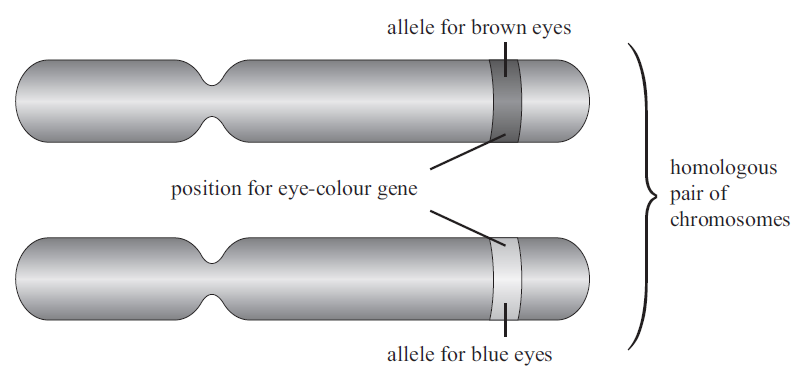 allele for brown eyes
position for eye-colour gene
allele for blue eyes
homologous
pair of
chromosomes